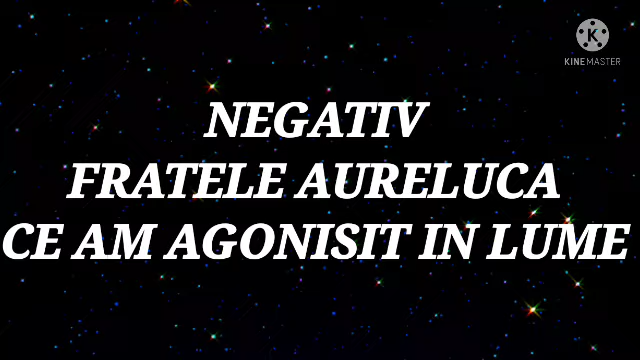 K
KINEMASTER
NEGATIV
FRATELE AURELUCA
CE AM AGONISIT IN LUME